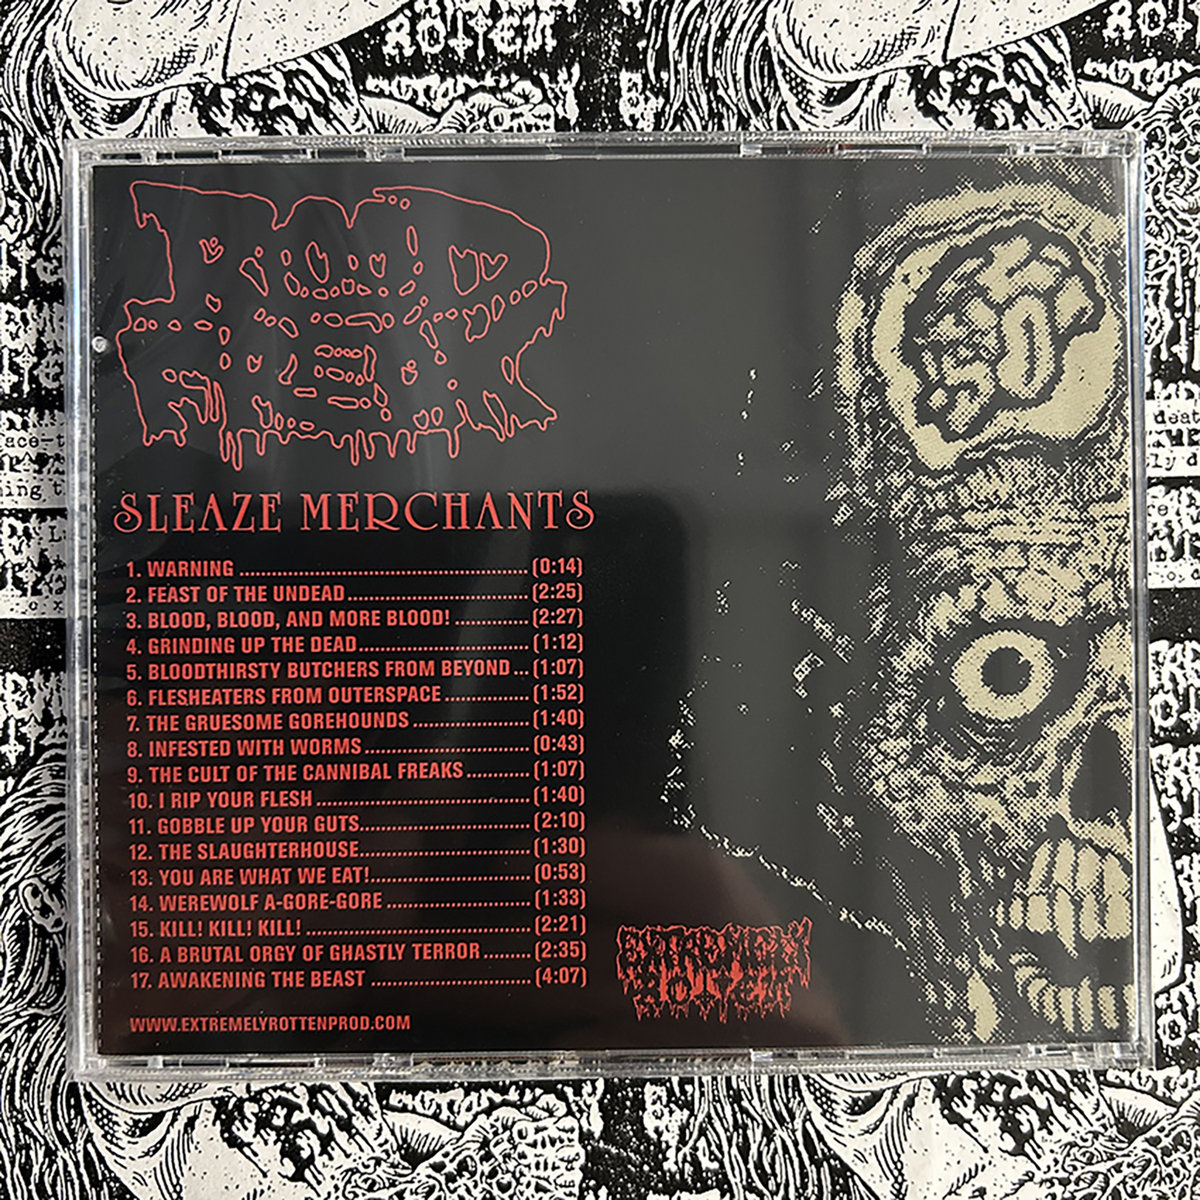 ROTTEN
SLEAZE MERCHANTS
1. WARNING ................................................ (0:14)
2. FEAST OF THE UNDEAD.............................. (2:25)
3. BLOOD, BLOOD, AND MORE BLOOD! ............ (2:27)
4. GRINDING UP THE DEAD............................ (1:12)
5. BLOODTHIRSTY BUTCHERS FROM BEYOND... (1:07)
6. FLESHEATERS FROM OUTERSPACE .............. (1:52)
7. THE GRUESOME GOREHOUNDS ................... (1:40)
8. INFESTED WITH WORMS ........................... (0:43)
9. THE CULT OF THE CANNIBAL FREAKS.......... (1:07)
10. I RIP YOUR FLESH ................................... (1:40)
11. GOBBLE UP YOUR GUTS............................ (2:10)
12. THE SLAUGHTERHOUSE............................ (1:30)
13. YOU ARE WHAT WE EAT!.......................... (0:53)
14. WEREWOLF A-GORE-GORE ....................... (1:33)
15. KILL! KILL! KILL! ..................................... (2:21)
16. A BRUTAL ORGY OF GHASTLY TERROR ........ (2:35)
17. AWAKENING THE BEAST .......................... (4:07)
EXTREMELY
ROTTEN
WWW.EXTREMELYROTTENPROD.COM